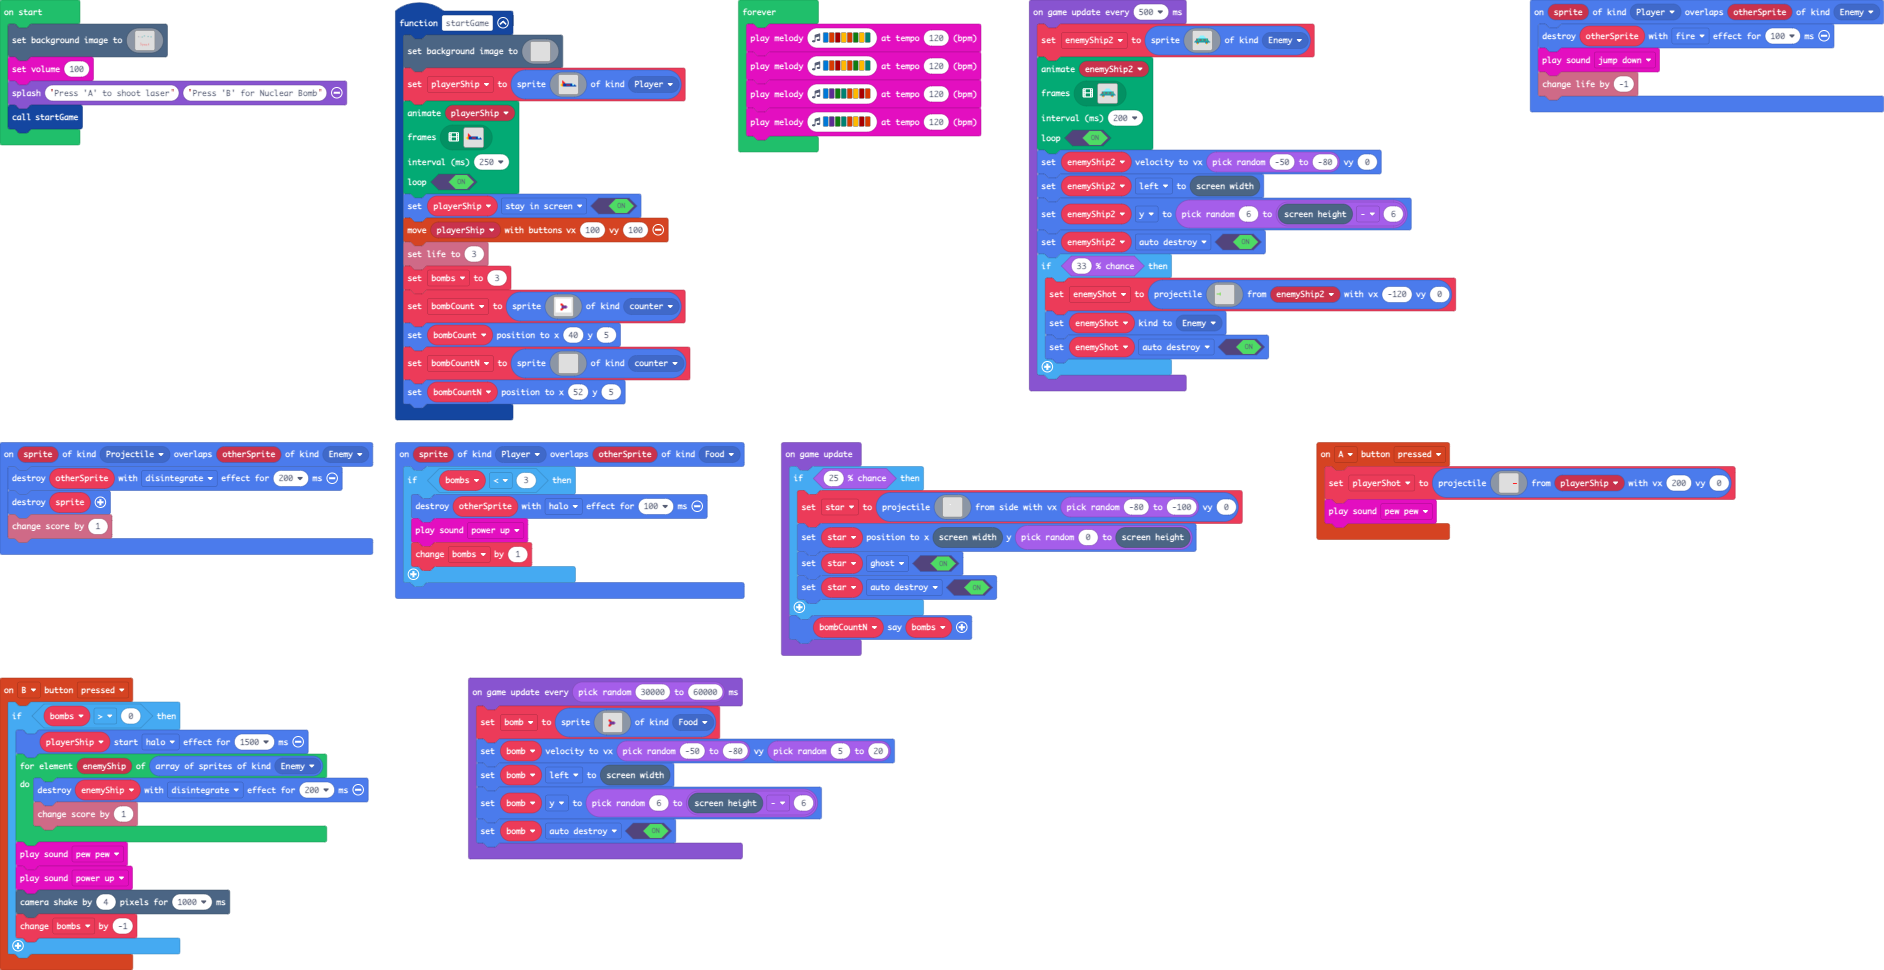 on start
set background image to
set volume 100
splash "Press 'A' to shoot laser" "Press 'B' for Nuclear Bomb"
call startGame
function startGame
set background image to
set playerShip to sprite of kind Player
animate playerShip
frames
interval (ms) 250
loop ON
set playerShip stay in screen ON
move playerShip with buttons vx 100 vy 100
set life to 3
set bombs to 3
set bombCount to sprite of kind counter
set bombCount position to x 40 y 5
set bombCountN to sprite of kind counter
set bombCountN position to x 52 y 5
forever
play melody at tempo 120 (bpm)
play melody at tempo 120 (bpm)
play melody at tempo 120 (bpm)
play melody at tempo 120 (bpm)
on game update every 500 ms
set enemyShip2 to sprite of kind Enemy
animate enemyShip2
frames
interval (ms) 200
loop ON
set enemyShip2 velocity to vx pick random -50 to -80 vy 0
set enemyShip2 left to screen width
set enemyShip2 y to pick random 6 to screen height - 6
set enemyShip2 auto destroy ON
if 33 % chance then
set enemyShot to projectile from enemyShip2 with vx -120 vy 0
set enemyShot kind to Enemy
set enemyShot auto destroy ON
on sprite of kind Player overlaps otherSprite of kind Enemy
destroy otherSprite with fire effect for 100 ms
play sound jump down
change life by -1
on sprite of kind Projectile overlaps otherSprite of kind Enemy
destroy otherSprite with disintegrate effect for 200 ms
destroy sprite
change score by 1
on sprite of kind Player overlaps otherSprite of kind Food
if bombs < 3 then
destroy otherSprite with halo effect for 100 ms
play sound power up
change bombs by 1
on game update
if 25 % chance then
set star to projectile from side with vx pick random -80 to -100 vy 0
set star position to x screen width y pick random 0 to screen height
set star ghost ON
set star auto destroy ON
bombCountN say bombs
on A button pressed
set playerShot to projectile from playerShip with vx 200 vy 0
play sound pew pew
on B button pressed
if bombs > 0 then
playerShip start halo effect for 1500 ms
for element enemyShip of array of sprites of kind Enemy
do destroy enemyShip with disintegrate effect for 200 ms
change score by 1
play sound pew pew
play sound power up
camera shake by 4 pixels for 1000 ms
change bombs by -1
on game update every pick random 30000 to 60000 ms
set bomb to sprite of kind Food
set bomb velocity to vx pick random -50 to -80 vy pick random 5 to 20
set bomb left to screen width
set bomb y to pick random 6 to screen height - 6
set bomb auto destroy ON